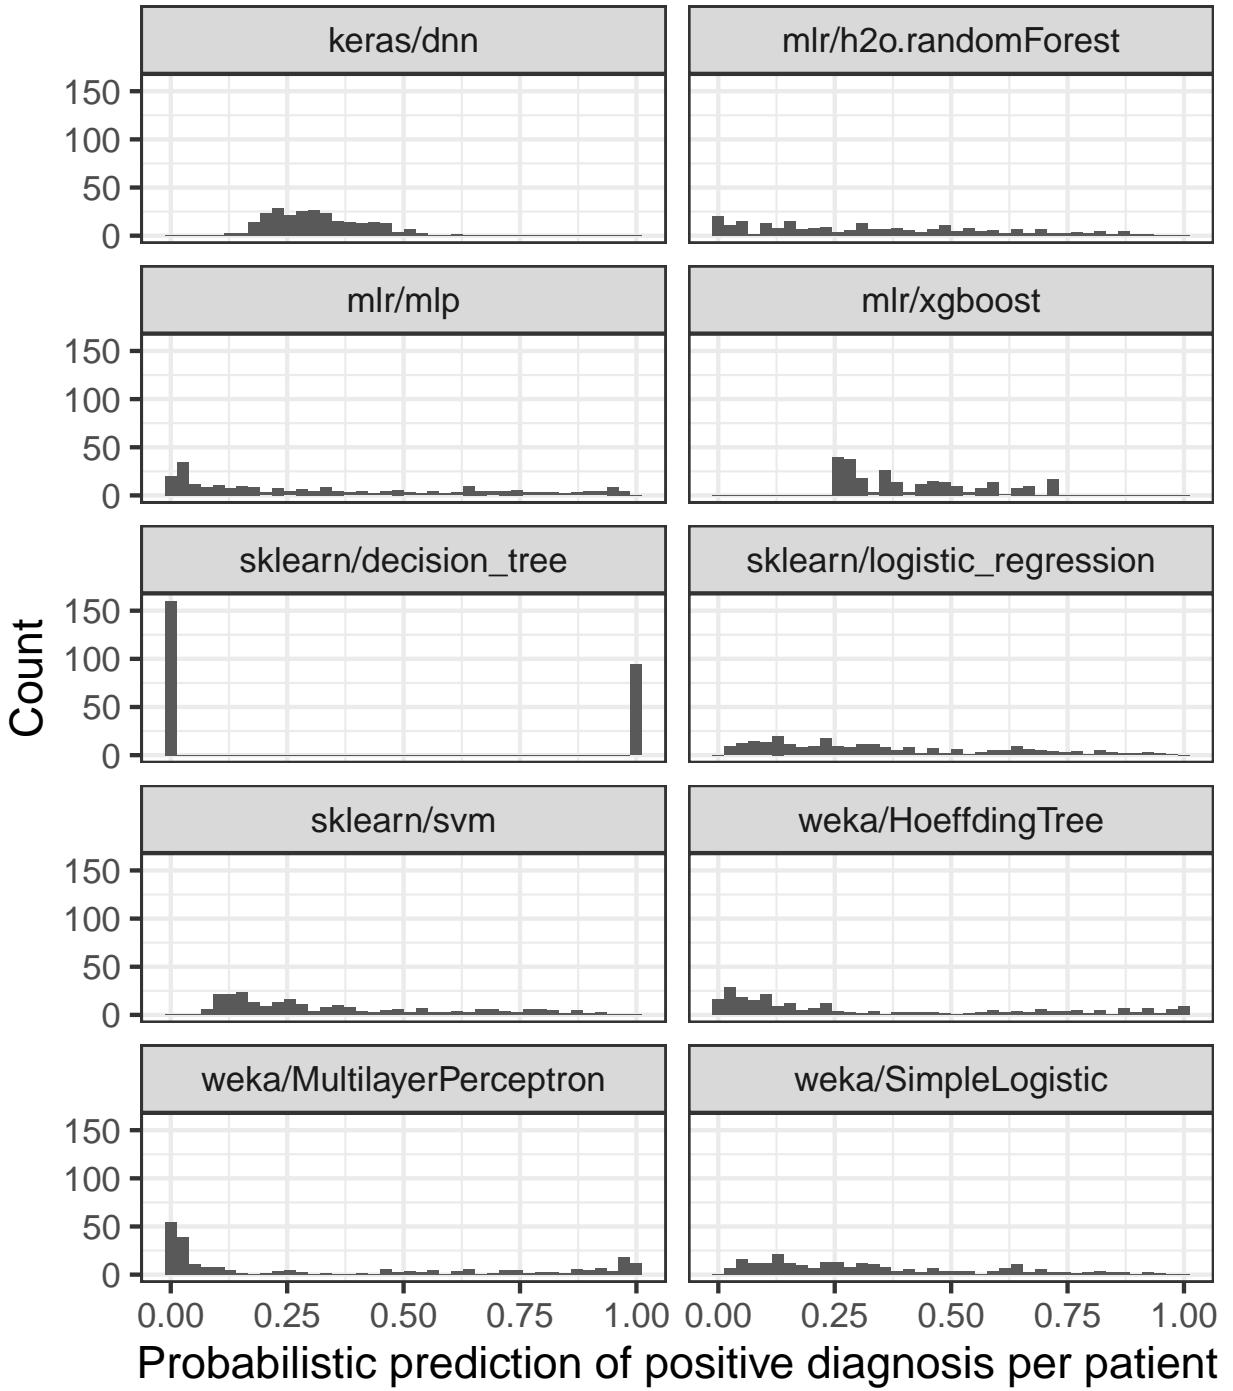 keras/dnn
mlr/h2o.randomForest
150
100
50
0
mlr/mlp
mlr/xgboost
150
100
50
0
sklearn/decision_tree
sklearn/logistic_regression
150
100
50
0
sklearn/svm
weka/HoeffdingTree
150
100
50
0
weka/MultilayerPerceptron
weka/SimpleLogistic
150
100
50
0
0.00 0.25 0.50 0.75 1.00 0.00 0.25 0.50 0.75 1.00
Probabilistic prediction of positive diagnosis per patient
Count